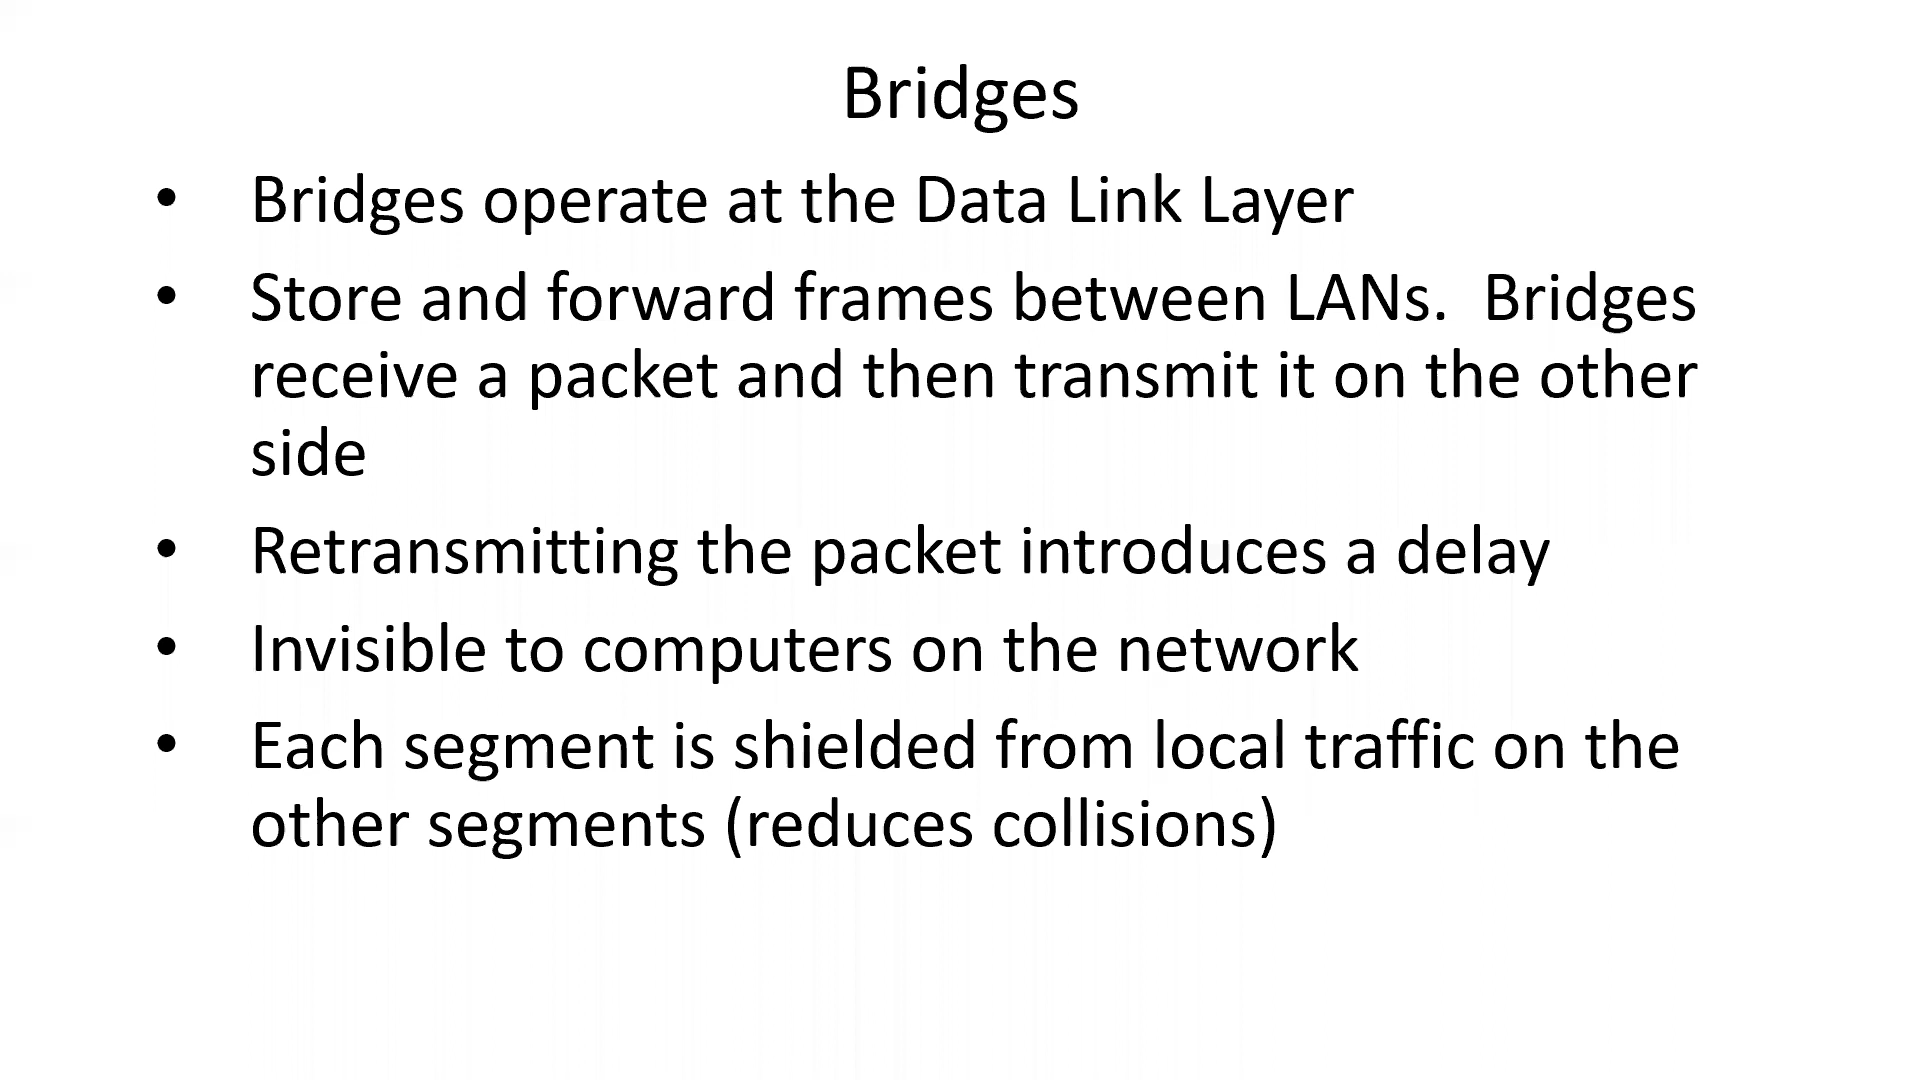 Bridges
• Bridges operate at the Data Link Layer
• Store and forward frames between LANs.  Bridges
receive a packet and then transmit it on the other
side
• Retransmitting the packet introduces a delay
• Invisible to computers on the network
• Each segment is shielded from local traffic on the
other segments (reduces collisions)